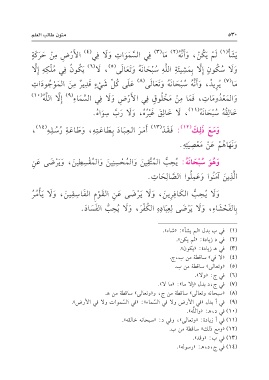 ٥٣٠ متون طالب العلم
يَشَأْ(١) لَمْ يَكُنْ، وَأَنَّهُ(٢) مَا(٣) فِي السَّمَوَاتِ وَلَا فِي(٤) الْأَرْضِ مِنْ حَرَكَةٍ
وَلَا سُكُونٍ إِلَّا بِمَشِيئَةِ اللَّهِ سُبْحَانَهُ وَتَعَالَى(٥)، لَا(٦) يَكُونُ فِي مُلْكِهِ إِلَّا
مَا(٧) يُرِيدُ، وَأَنَّهُ سُبْحَانَهُ وَتَعَالَى(٨) عَلَى كُلِّ شَيْءٍ قَدِيرٌ مِنَ الْمَوْجُودَاتِ
وَالْمَعْدُومَاتِ، فَمَا مِنْ مَخْلُوقٍ فِي الْأَرْضِ وَلَا فِي السَّمَاءِ(٩) إِلَّا اللَّهُ(١٠)
خَالِقُهُ سُبْحَانَهُ(١١)، لَا خَالِقَ غَيْرُهُ، وَلَا رَبَّ سِوَاهُ.
وَمَعَ ذَلِكَ(١٢): فَقَدْ(١٣) أَمَرَ الْعِبَادَ بِطَاعَتِهِ، وَطَاعَةِ رُسُلِهِ(١٤)،
وَنَهَاهُمْ عَنْ مَعْصِيَتِهِ.
وَهُوَ سُبْحَانَهُ: يُحِبُّ الْمُتَّقِينَ وَالْمُحْسِنِينَ وَالْمُقْسِطِينَ، وَيَرْضَى عَنِ
الَّذِينَ آمَنُوا وَعَمِلُوا الصَّالِحَاتِ.
وَلَا يُحِبُّ الْكَافِرِينَ، وَلَا يَرْضَى عَنِ الْقَوْمِ الْفَاسِقِينَ، وَلَا يَأْمُرُ
بِالْفَحْشَاءِ، وَلَا يَرْضَى لِعِبَادِهِ الْكُفْرَ، وَلَا يُحِبُّ الْفَسَادَ.
(١) في ب بدل «لم يشأ»: «شاء».
(٢) في د زيادة: «لم يكن».
(٣) في هـ زيادة: «يكون».
(٤) «لا في» ساقطة من ب، ج.
(٥) «وتعالى» ساقطة من ب.
(٦) في ج: «ولا».
(٧) في ج، د، هـ بدل «إلا ما»: «ما لا».
(٨) «سبحانه وتعالى» ساقطة من ج، و«وتعالى» ساقطة من هـ.
(٩) في أ بدل «في الأرض ولا في السماء»: «في السموات ولا في الأرض».
(١٠) في د، هـ: «والله».
(١١) في أ زيادة: «وتعالى»، وفي د: «سبحانه خالقه».
(١٢) «ومع ذلك» ساقطة من ب.
(١٣) في ب: «وقد».
(١٤) في ج، د، هـ: «رسوله».